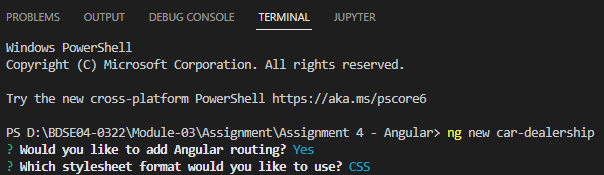 PROBLEMS OUTPUT DEBUG CONSOLE TERMINAL JUPYTER
Windows PowerShell
Copyright (C) Microsoft Corporation. All rights reserved.
Try the new cross-platform PowerShell https://aka.ms/pscore6
PS D:\BDSE04-0322\Module-03\Assignment\Assignment 4 - Angular> ng new car-dealership
? Would you like to add Angular routing? Yes
? Which stylesheet format would you like to use? CSS